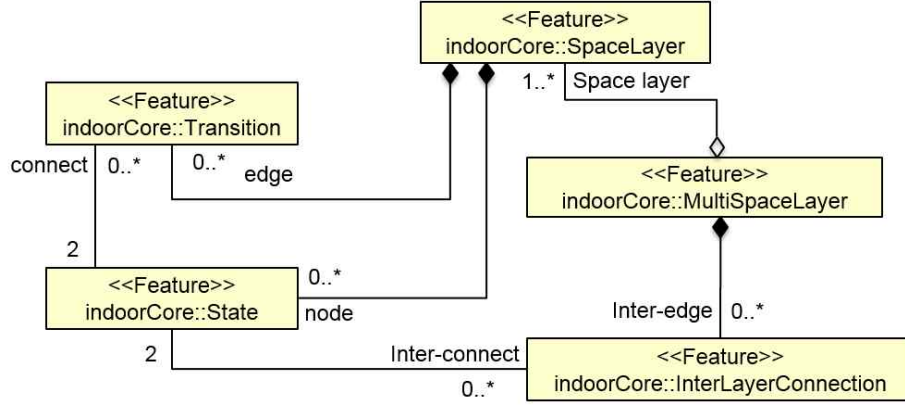 <<Feature>>
indoorCore::SpaceLayer
1..*
Space layer
<<Feature>>
indoorCore::Transition
connect
0..*
0..*
edge
<<Feature>>
indoorCore::MultiSpaceLayer
2
<<Feature>>
indoorCore::State
0..*
node
Inter-edge
0..*
2
Inter-connect
0..*
<<Feature>>
indoorCore::InterLayerConnection